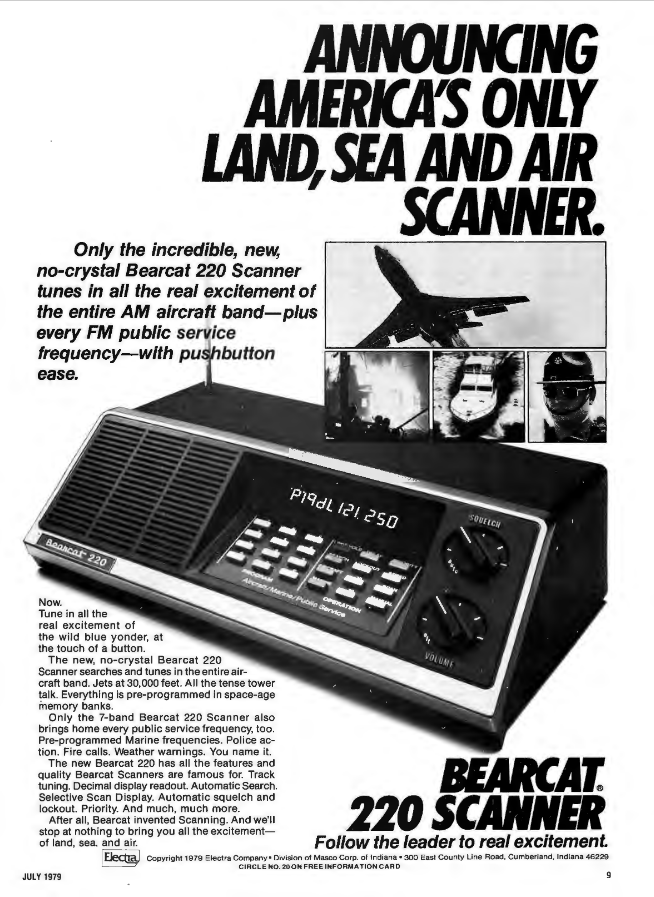 ANNOUNCING
AMERICA'S ONLY
LAND, SEA AND AIR
SCANNER.
Only the incredible, new,
no-crystal Bearcat 220 Scanner
tunes in all the real excitement of
the entire AM aircraft band—plus
every FM public service
frequency—with pushbutton
ease.
P19dL 121.250
SQUELCH
Bearcat 220
PROGRAM
OPERATION
Aircraft/Marine/Public Service
VOLUME
Now.
Tune in all the
real excitement of
the wild blue yonder, at
the touch of a button.
The new, no-crystal Bearcat 220
Scanner searches and tunes in the entire air-
craft band. Jets at 30,000 feet. All the tense tower
talk. Everything is pre-programmed in space-age
memory banks.
Only the 7-band Bearcat 220 Scanner also
brings home every public service frequency, too.
Pre-programmed Marine frequencies. Police ac-
tion. Fire calls. Weather warnings. You name it.
The new Bearcat 220 has all the features and
quality Bearcat Scanners are famous for. Track
tuning. Decimal display readout. Automatic Search.
Selective Scan Display. Automatic squelch and
lockout. Priority. And much, much more.
After all, Bearcat invented Scanning. And we'll
stop at nothing to bring you all the excitement—
of land, sea, and air.
BEARCAT®
220 SCANNER
Follow the leader to real excitement.
Electra Copyright 1979 Electra Company • Division of Masco Corp. of Indiana • 300 East County Line Road, Cumberland, Indiana 46229
CIRCLE NO. 20 ON FREE INFORMATION CARD
JULY 1979 9